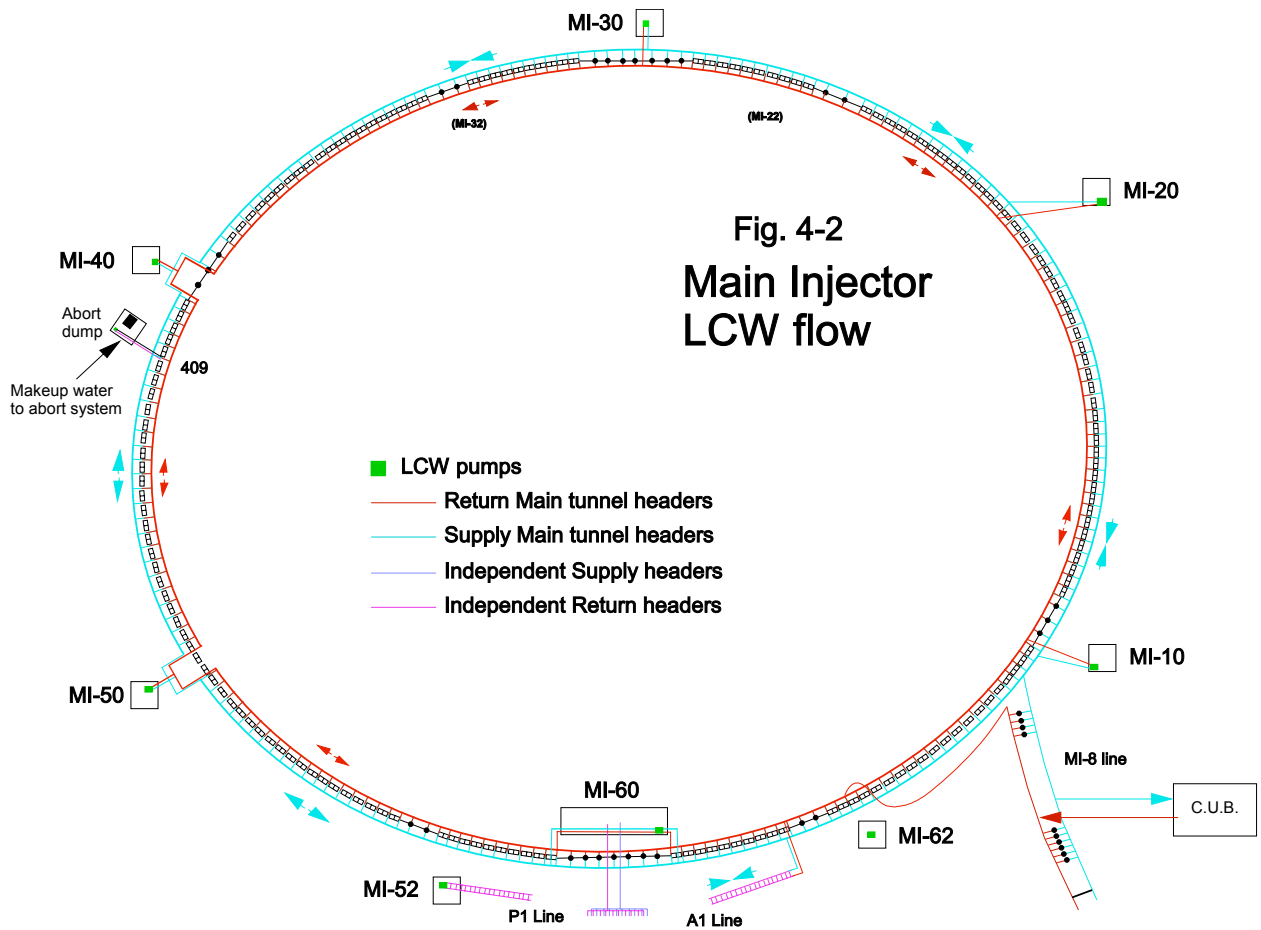 MI-30
(MI-32)
(MI-22)
MI-20
Fig. 4-2
Main Injector
LCW flow
MI-40
Abort
dump
409
Makeup water
to abort system
LCW pumps
Return Main tunnel headers
Supply Main tunnel headers
Independent Supply headers
Independent Return headers
MI-10
MI-50
MI-8 line
MI-60
C.U.B.
MI-62
MI-52
P1 Line
A1 Line